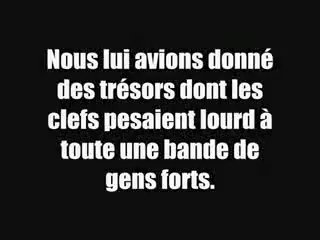 Nous lui avions donné
des trésors dont les
clefs pesaient lourd à
toute une bande de
gens forts.